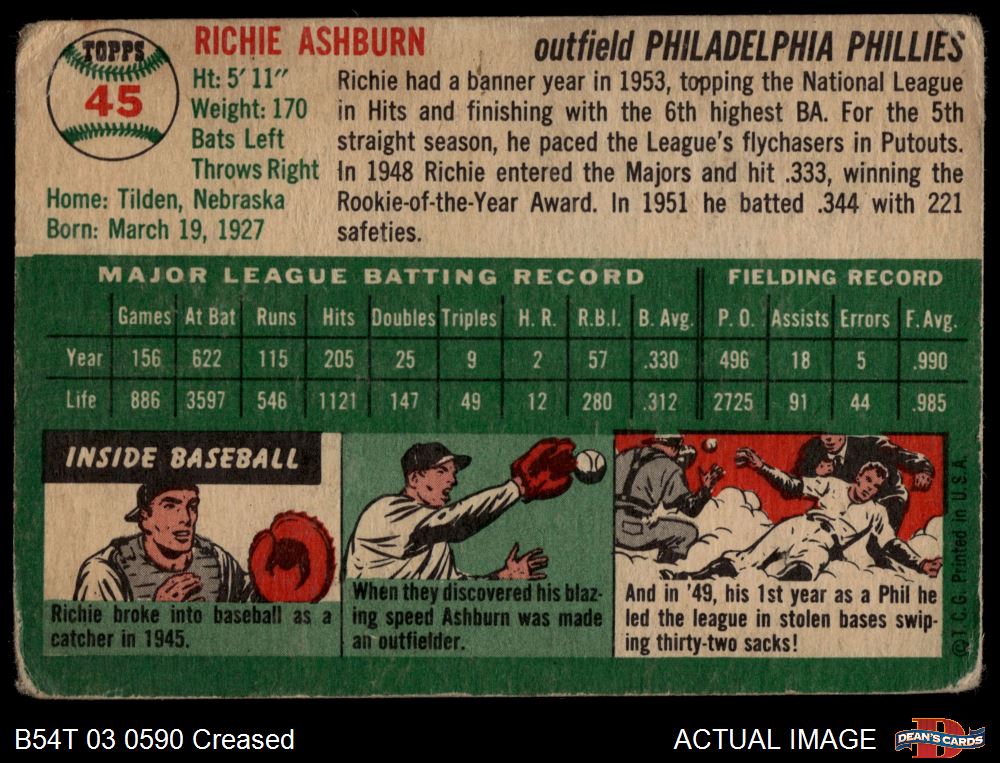 TOPPS
45
RICHIE ASHBURN
outfield PHILADELPHIA PHILLIES
Ht: 5' 11"
Weight: 170
Bats Left
Throws Right
Home: Tilden, Nebraska
Born: March 19, 1927
Richie had a banner year in 1953, topping the National League
in Hits and finishing with the 6th highest BA. For the 5th
straight season, he paced the League's flychasers in Putouts.
In 1948 Richie entered the Majors and hit .333, winning the
Rookie-of-the-Year Award. In 1951 he batted .344 with 221
safeties.
MAJOR LEAGUE BATTING RECORD FIELDING RECORD
Games At Bat Runs Hits Doubles Triples H. R. R.B.I. B. Avg. P. O. Assists Errors F. Avg.
Year 156 622 115 205 25 9 2 57 .330 496 18 5 .990
Life 886 3597 546 1121 147 49 12 280 .312 2725 91 44 .985
INSIDE BASEBALL
Richie broke into baseball as a
catcher in 1945.
When they discovered his blaz-
ing speed Ashburn was made
an outfielder.
And in '49, his 1st year as a Phil he
led the league in stolen bases swip-
ing thirty-two sacks!
©T.C.G. Printed in U.S.A.
B54T 03 0590 Creased
ACTUAL IMAGE
DEAN'S CARDS